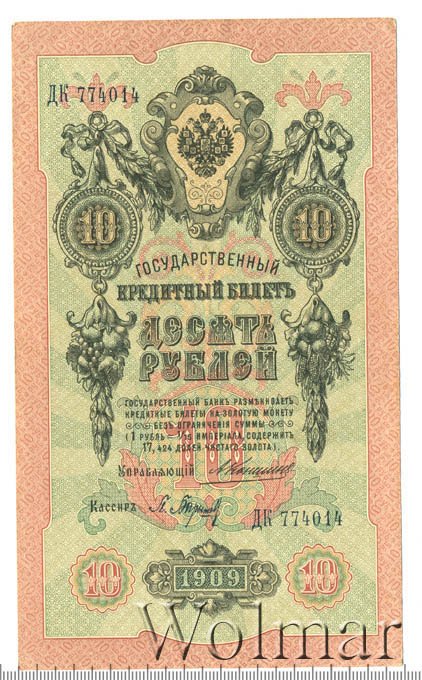 Wolmar
ДК 774014
10 10
ГОСУДАРСТВЕННЫЙ
КРЕДИТНЫЙ БИЛЕТЪ
ДЕСЯТЬ
РУБЛЕЙ
10
ГОСУДАРСТВЕННЫЙ БАНКЪ РАЗМѢНИВАЕТЪ
КРЕДИТНЫЕ БИЛЕТЫ НА ЗОЛОТУЮ МОНЕТУ
БЕЗЪ ОГРАНИЧЕНІЯ СУММЫ
(1 РУБЛЬ = 1/15 ИМПЕРІАЛА, СОДЕРЖИТЪ
17,424 ДОЛЕЙ ЧИСТАГО ЗОЛОТА).
УПРАВЛЯЮЩІЙ
КАССИРЪ
ДК 774014
10 1909 10
Wolmar